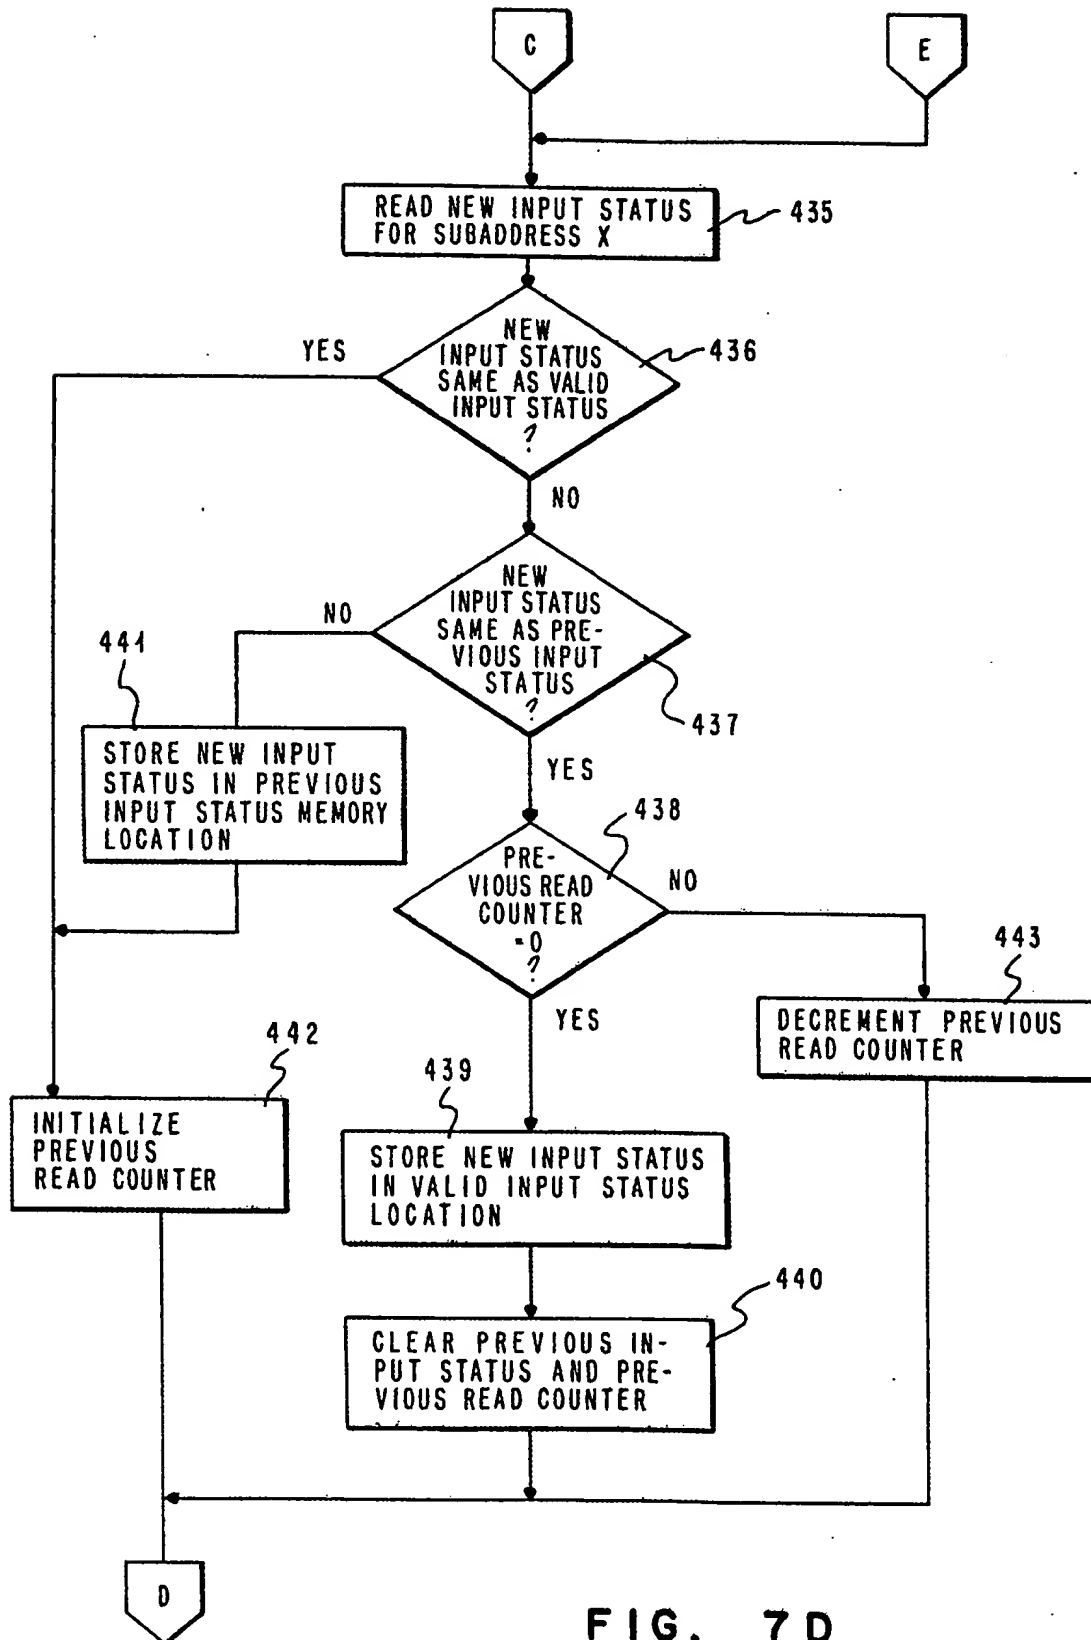 C
E
READ NEW INPUT STATUS
FOR SUBADDRESS X
435
NEW
INPUT STATUS
SAME AS VALID
INPUT STATUS
?
436
YES
NO
NEW
INPUT STATUS
SAME AS PRE-
VIOUS INPUT
STATUS
?
437
NO
441
STORE NEW INPUT
STATUS IN PREVIOUS
INPUT STATUS MEMORY
LOCATION
YES
438
PRE-
VIOUS READ
COUNTER
=0
?
NO
443
DECREMENT PREVIOUS
READ COUNTER
YES
442
INITIALIZE
PREVIOUS
READ COUNTER
439
STORE NEW INPUT STATUS
IN VALID INPUT STATUS
LOCATION
440
CLEAR PREVIOUS IN-
PUT STATUS AND PRE-
VIOUS READ COUNTER
D
FIG. 7D